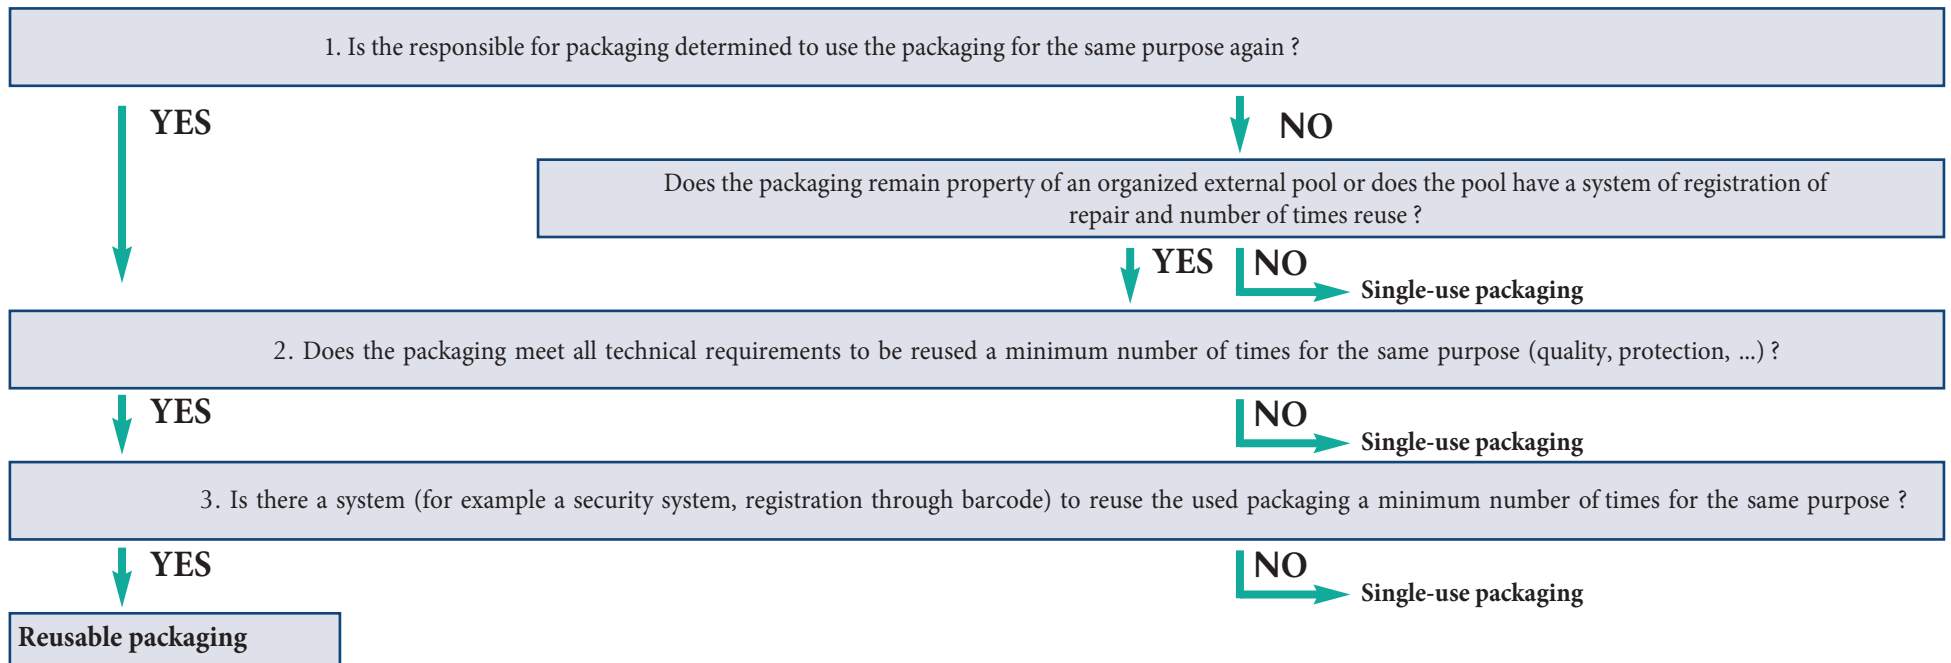 1. Is the responsible for packaging determined to use the packaging for the same purpose again ?
YES
NO
Does the packaging remain property of an organized external pool or does the pool have a system of registration of
repair and number of times reuse ?
YES
NO
Single-use packaging
2. Does the packaging meet all technical requirements to be reused a minimum number of times for the same purpose (quality, protection, ...) ?
YES
NO
Single-use packaging
3. Is there a system (for example a security system, registration through barcode) to reuse the used packaging a minimum number of times for the same purpose ?
YES
NO
Single-use packaging
Reusable packaging